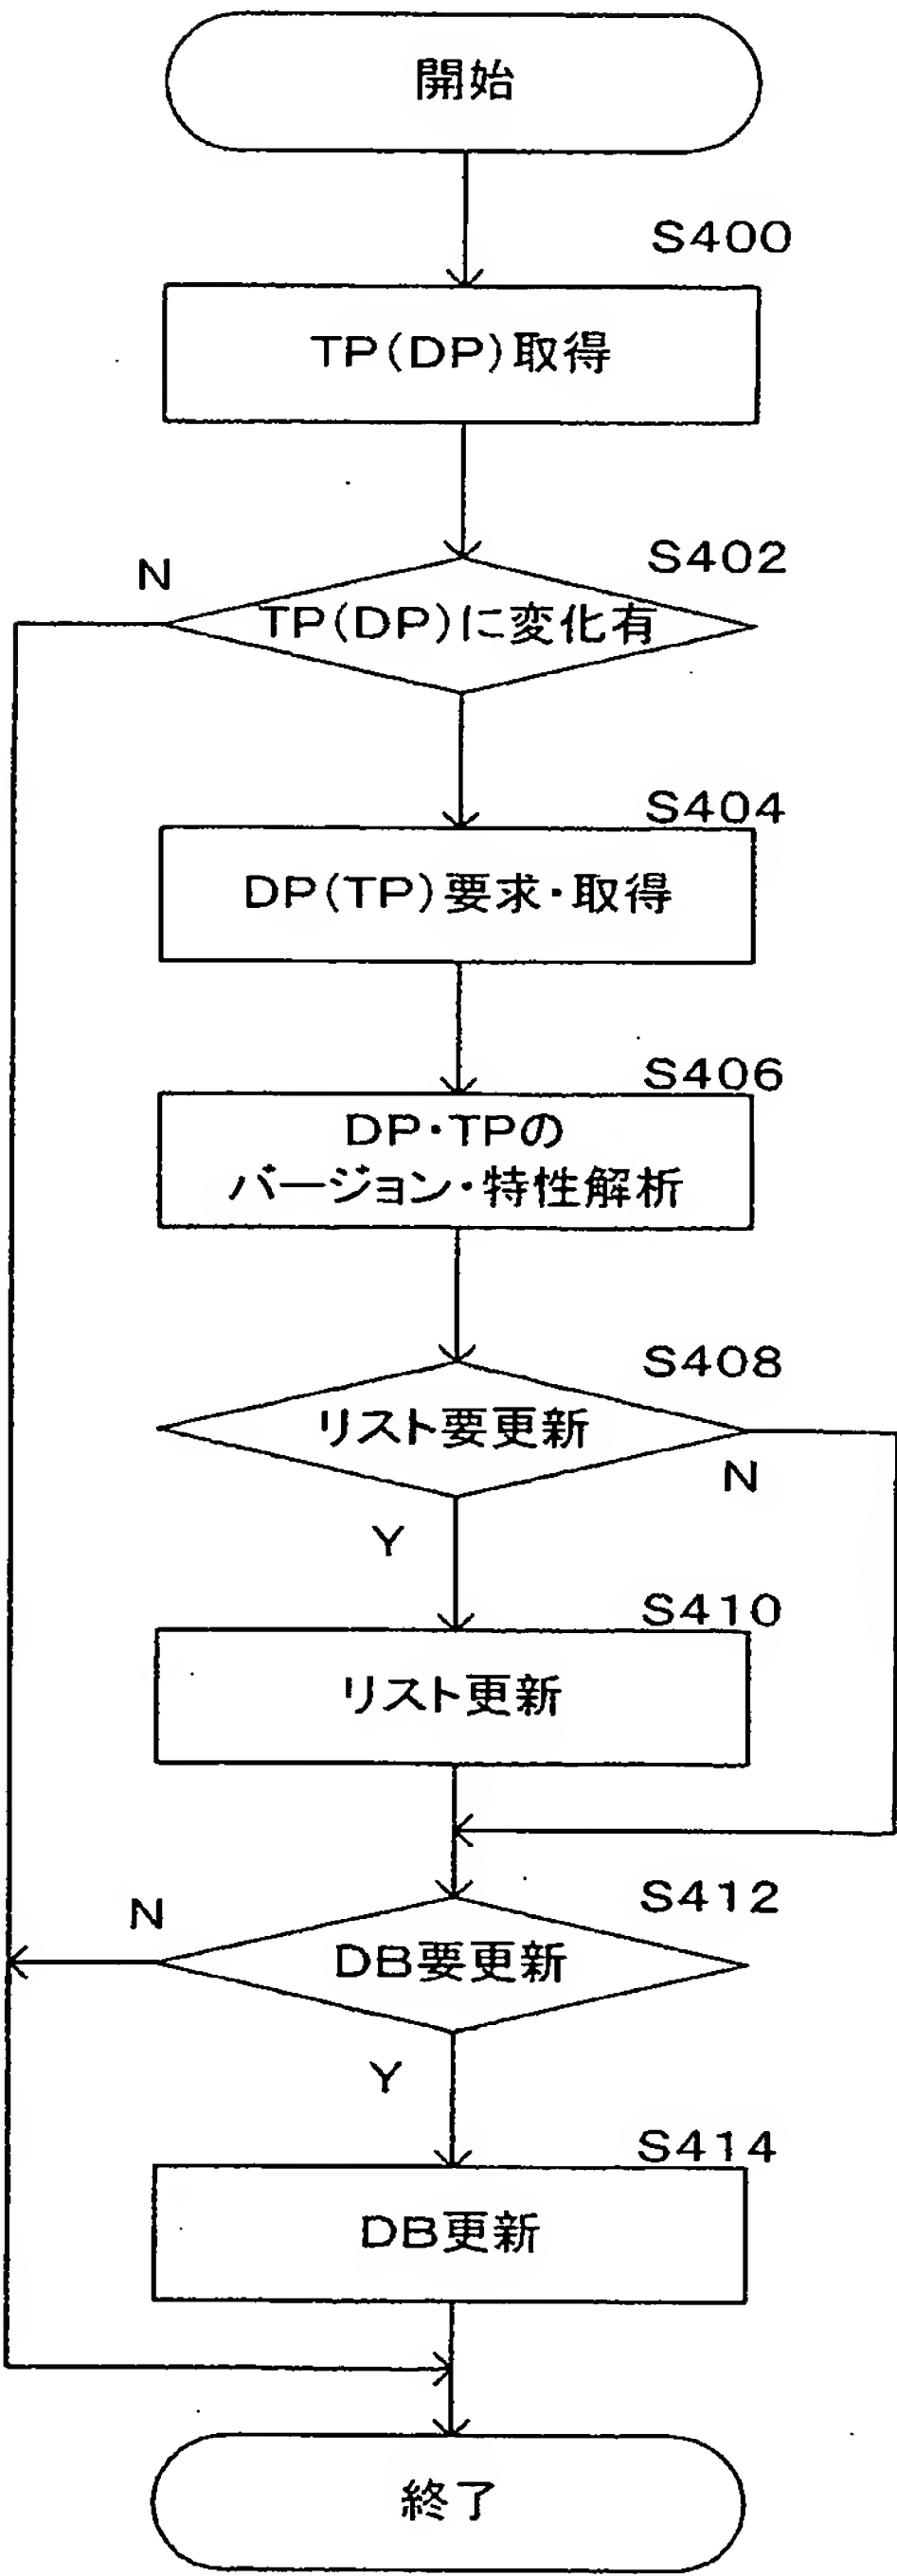 開始
S400
TP(DP)取得
S402
N
TP(DP)に変化有
S404
DP(TP)要求・取得
S406
DP・TPの
バージョン・特性解析
S408
リスト要更新
N
Y
S410
リスト更新
S412
N
DB要更新
Y
S414
DB更新
終了